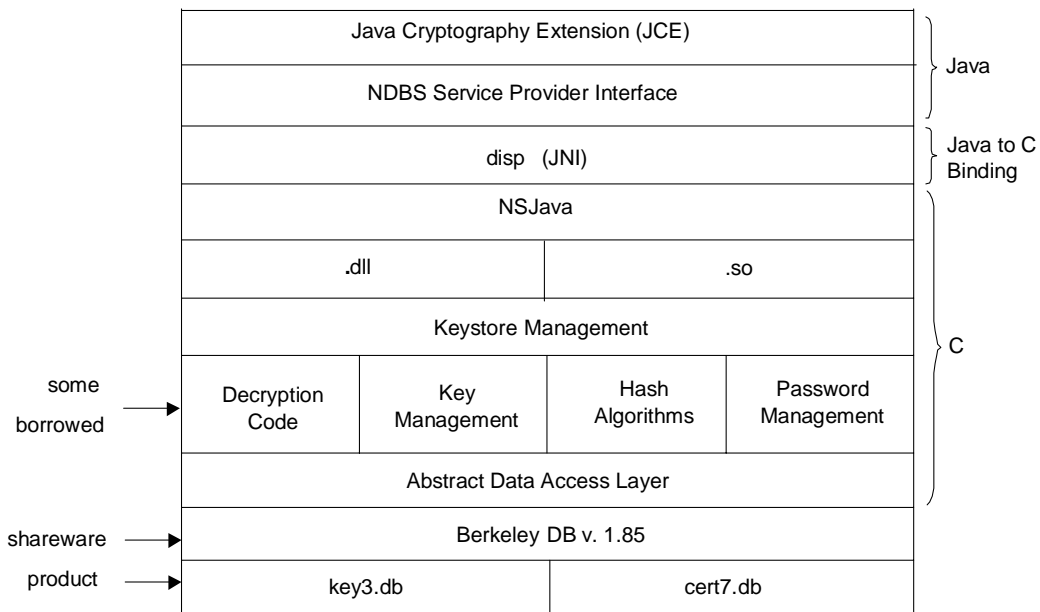 Java Cryptography Extension (JCE)
Java
NDBS Service Provider Interface
disp (JNI)
Java to C
Binding
NSJava
.dll
.so
Keystore Management
C
some
borrowed
Decryption
Code
Key
Management
Hash
Algorithms
Password
Management
Abstract Data Access Layer
shareware
Berkeley DB v. 1.85
product
key3.db
cert7.db